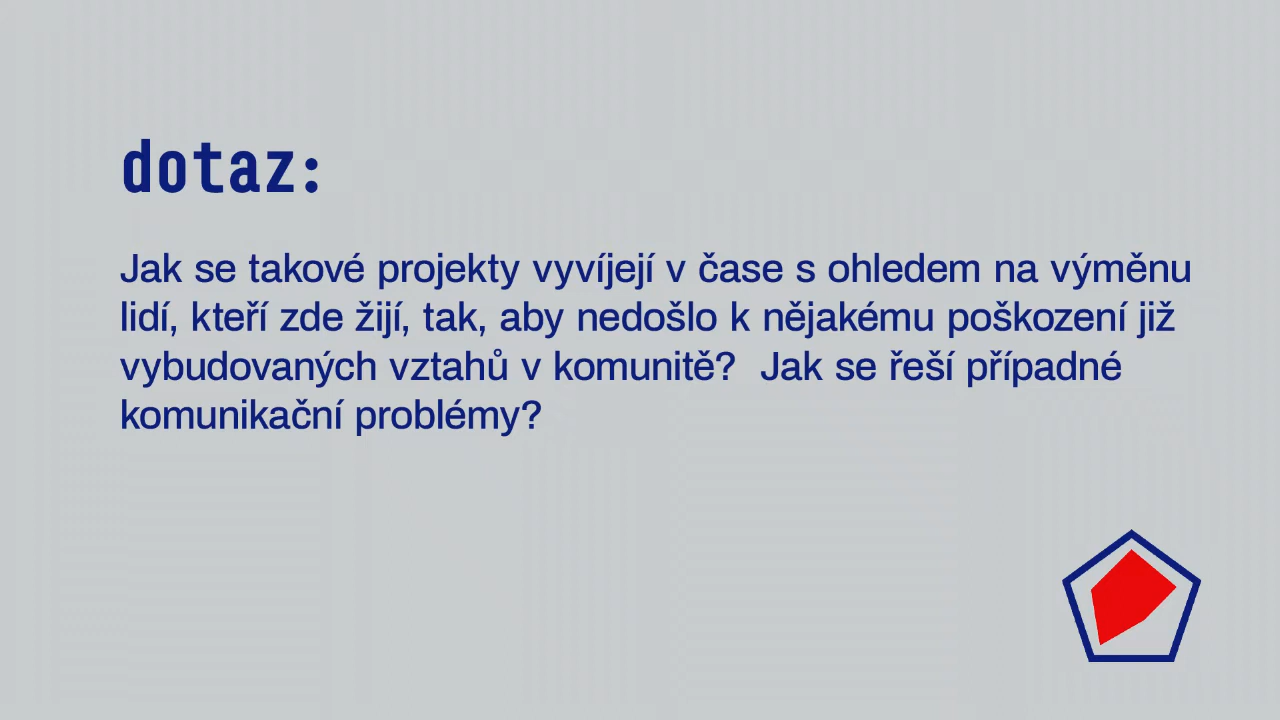 dotaz:
Jak se takové projekty vyvíjejí v čase s ohledem na výměnu
lidí, kteří zde žijí, tak, aby nedošlo k nějakému poškození již
vybudovaných vztahů v komunitě?  Jak se řeší případné
komunikační problémy?